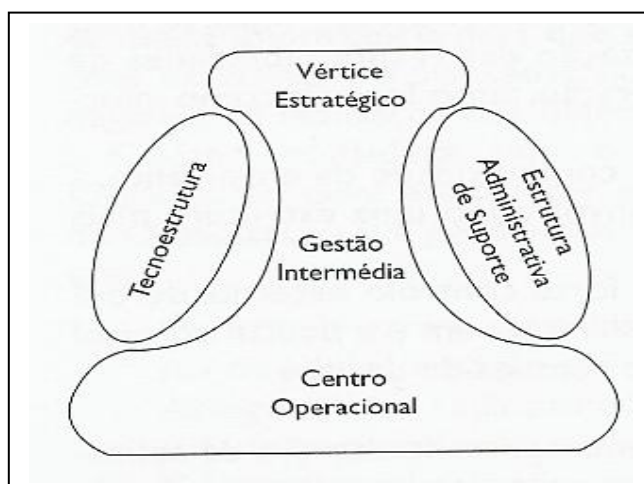 Vértice
Estratégico
Tecnoestrutura
Gestão
Intermédia
Estrutura
Administrativa
de Suporte
Centro
Operacional